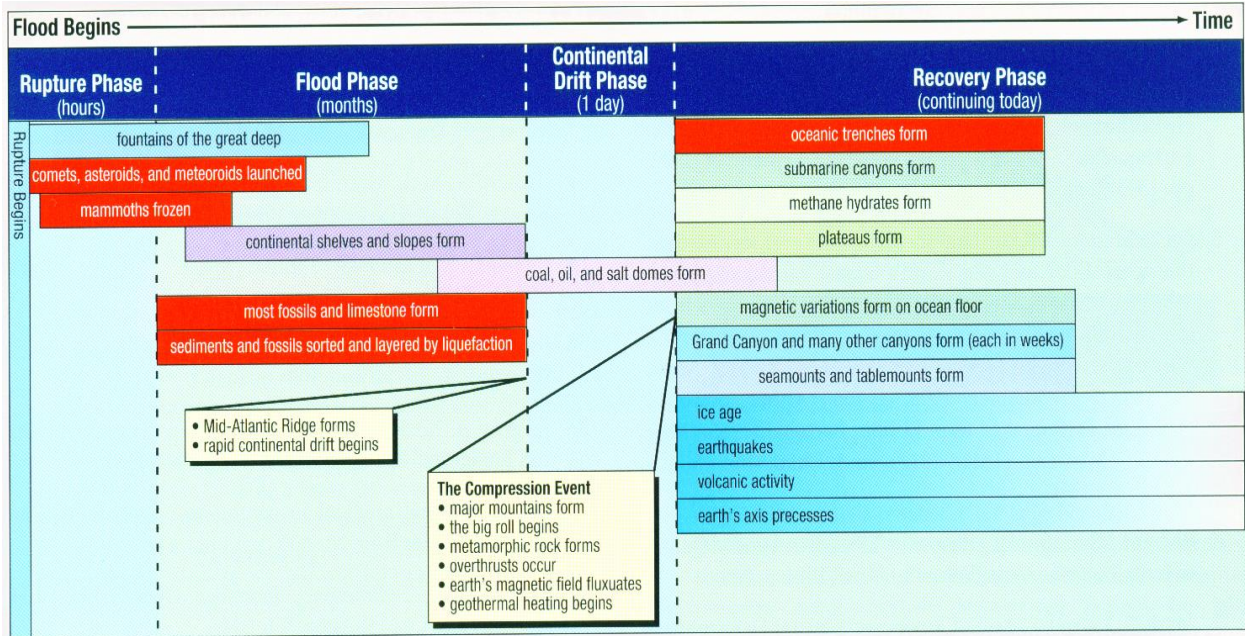 Flood Begins
Time
Rupture Phase
(hours)
Flood Phase
(months)
Continental
Drift Phase
(1 day)
Recovery Phase
(continuing today)
Rupture Begins
fountains of the great deep
oceanic trenches form
comets, asteroids, and meteoroids launched
submarine canyons form
mammoths frozen
methane hydrates form
continental shelves and slopes form
plateaus form
coal, oil, and salt domes form
most fossils and limestone form
magnetic variations form on ocean floor
sediments and fossils sorted and layered by liquefaction
Grand Canyon and many other canyons form (each in weeks)
seamounts and tablemounts form
• Mid-Atlantic Ridge forms
• rapid continental drift begins
ice age
earthquakes
volcanic activity
earth's axis precesses
The Compression Event
• major mountains form
• the big roll begins
• metamorphic rock forms
• overthrusts occur
• earth's magnetic field fluxuates
• geothermal heating begins